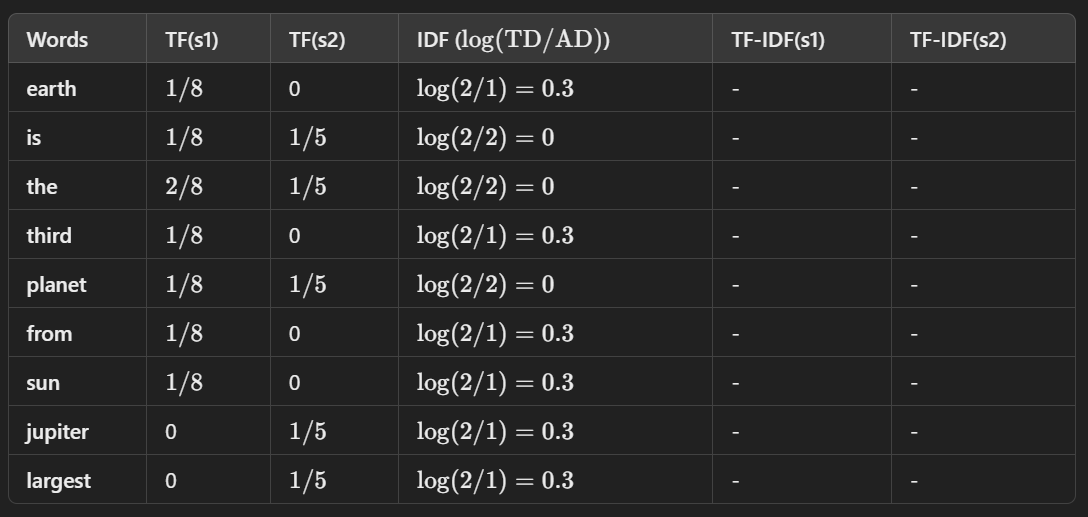 Words TF(s1) TF(s2) IDF (log(TD/AD)) TF-IDF(s1) TF-IDF(s2)
earth 1/8 0 log(2/1) = 0.3 - -
is 1/8 1/5 log(2/2) = 0 - -
the 2/8 1/5 log(2/2) = 0 - -
third 1/8 0 log(2/1) = 0.3 - -
planet 1/8 1/5 log(2/2) = 0 - -
from 1/8 0 log(2/1) = 0.3 - -
sun 1/8 0 log(2/1) = 0.3 - -
jupiter 0 1/5 log(2/1) = 0.3 - -
largest 0 1/5 log(2/1) = 0.3 - -